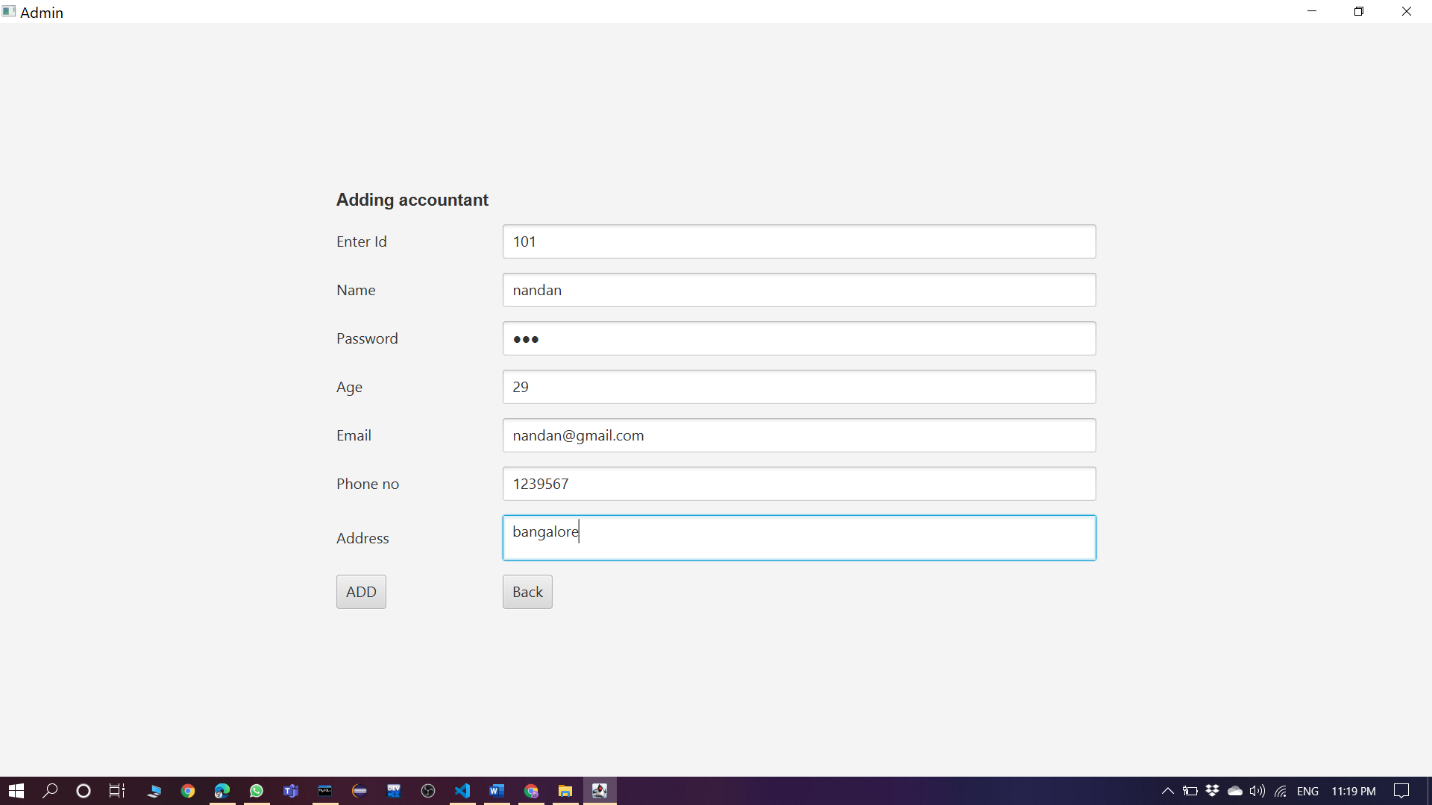 Admin
Adding accountant
Enter Id 101
Name nandan
Password ●●●
Age 29
Email nandan@gmail.com
Phone no 1239567
Address bangalore
ADD Back
ENG 11:19 PM